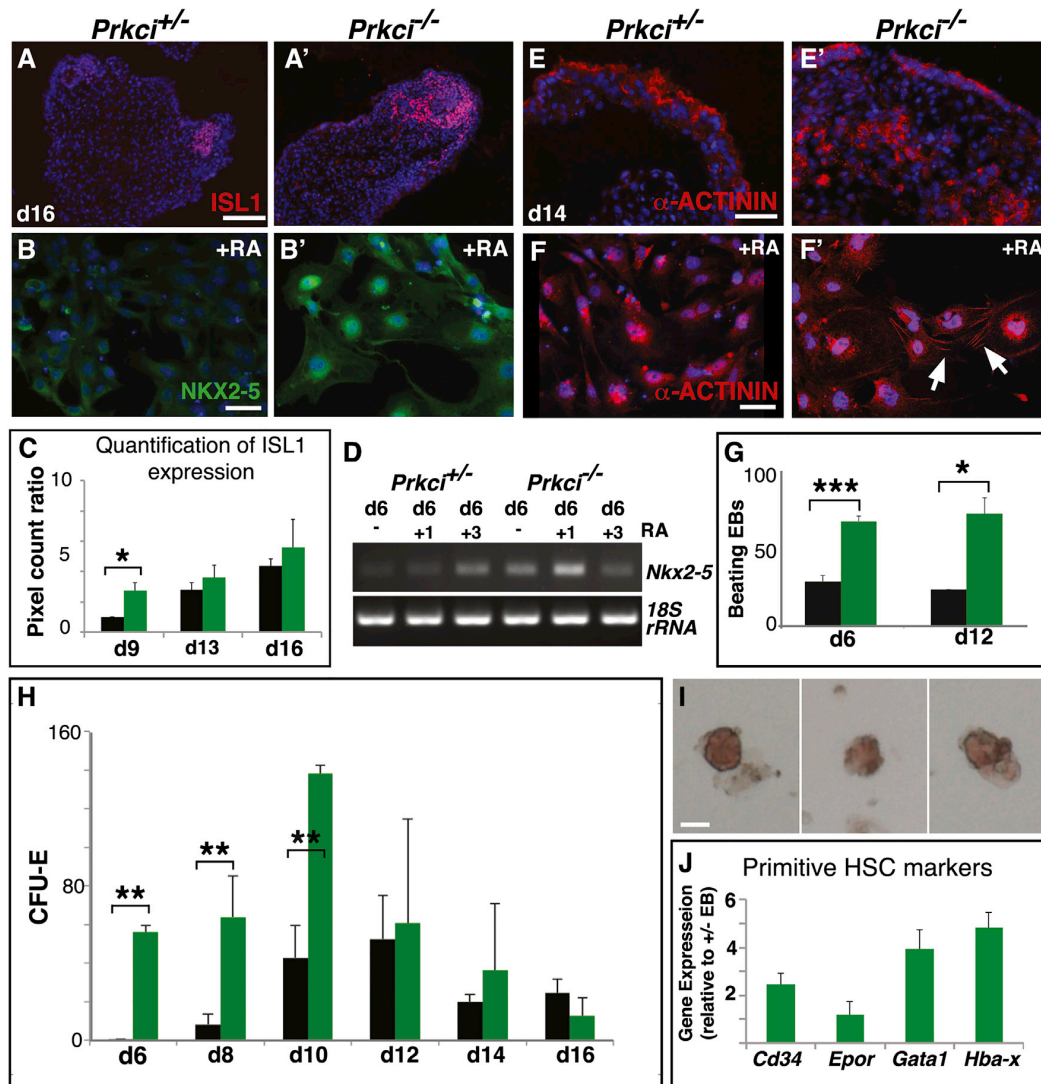 Prkci+/- Prkci-/- Prkci+/- Prkci-/-
A A' E E'
d16 ISL1 d14 α-ACTININ
B +RA B' +RA F +RA F' +RA
NKX2-5 α-ACTININ
C Quantification of ISL1
expression
Pixel count ratio
10
5
0
* 
d9 d13 d16
D
Prkci+/- Prkci-/-
d6 d6 d6 d6 d6 d6
- +1 +3 - +1 +3 RA
Nkx2-5
18S
rRNA
G
Beating EBs
100
50
0
*** *
d6 d12
H
CFU-E
160
80
0
** ** **
d6 d8 d10 d12 d14 d16
I
J Primitive HSC markers
Gene Expresseion
(relative to +/- EB)
6
4
2
Cd34 Epor Gata1 Hba-x